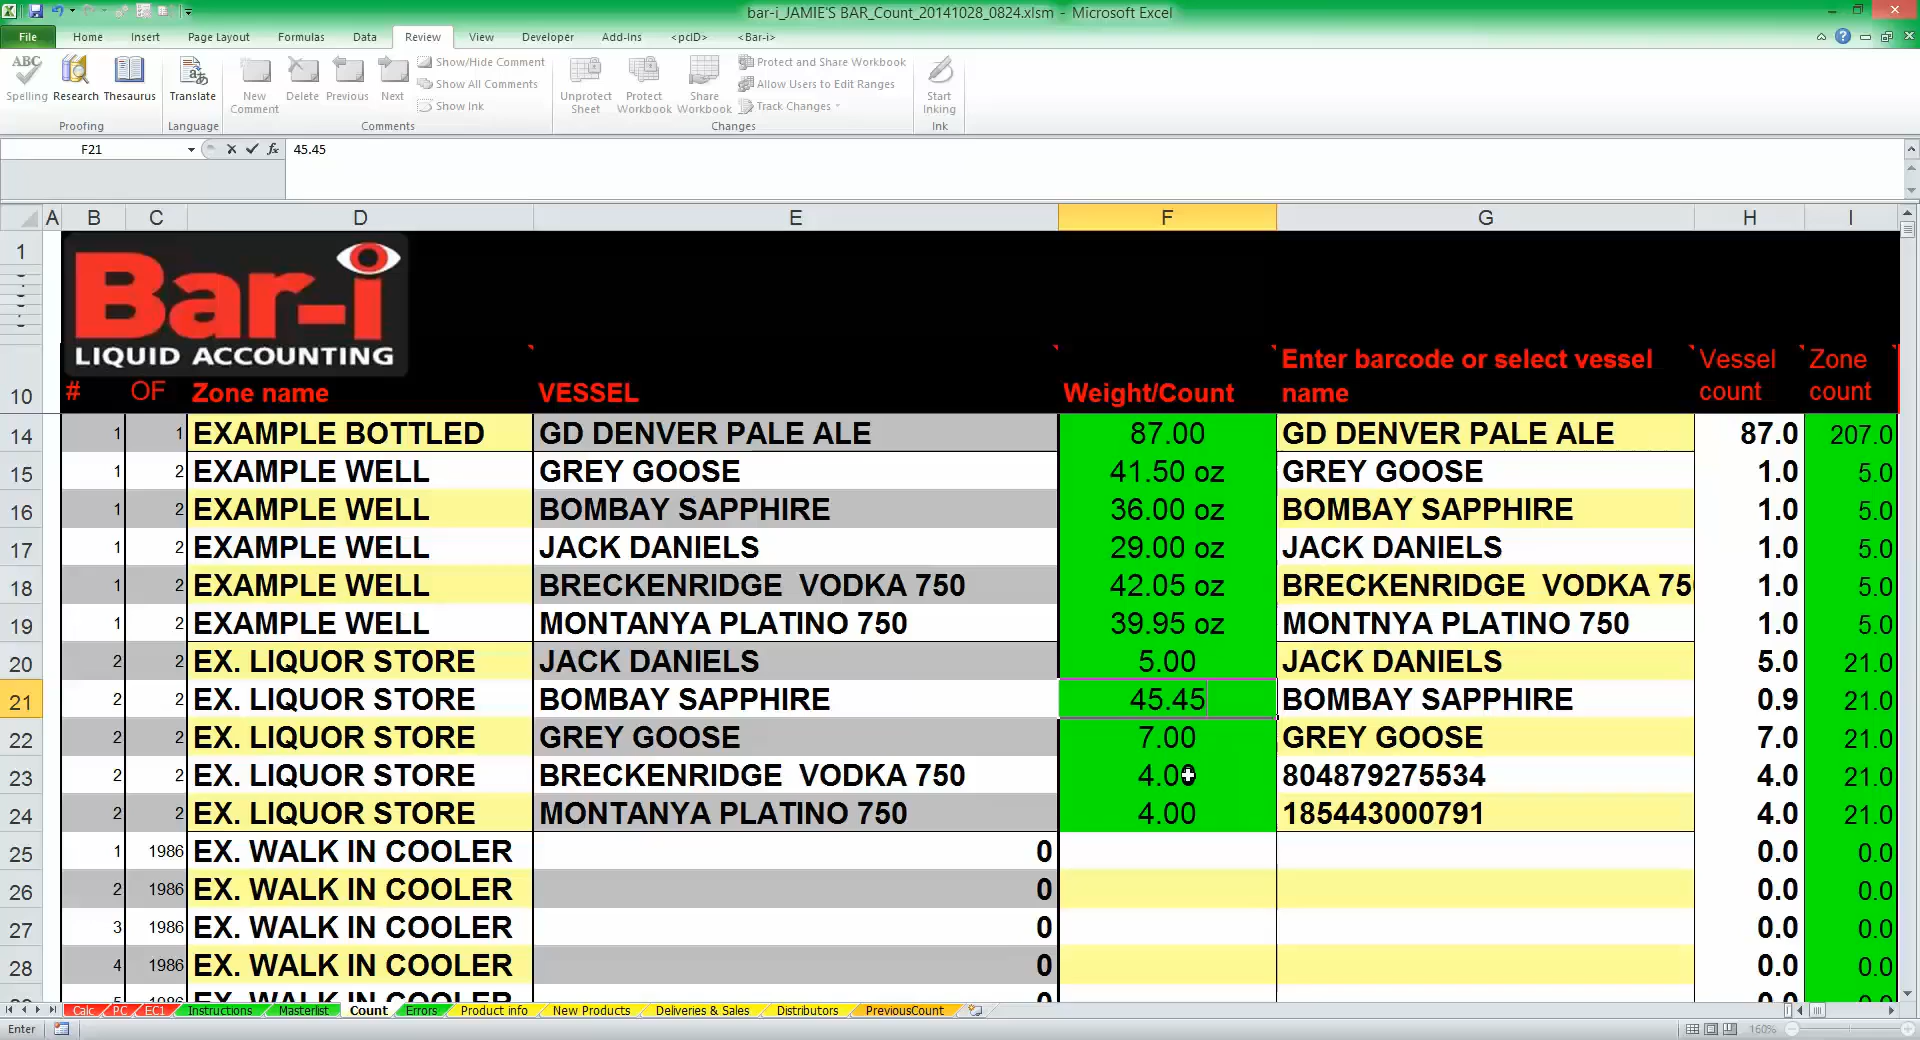 bar-i_JAMIE'S BAR_Count_20141028_0824.xlsm - Microsoft Excel
File Home Insert Page Layout Formulas Data Review View Developer Add-Ins <pcID> <Bar-i>
ABC
Spelling Research Thesaurus Translate New Comment Delete Previous Next Show/Hide Comment Show All Comments Show Ink Unprotect Sheet Protect Workbook Share Workbook Protect and Share Workbook Allow Users to Edit Ranges Track Changes Start Inking
Proofing Language Comments Changes Ink
F21 fx 45.45
A B C D E F G H I
1
Bar-i
LIQUID ACCOUNTING
10 # OF Zone name VESSEL Weight/Count Enter barcode or select vessel name Vessel count Zone count
14 1 1 EXAMPLE BOTTLED GD DENVER PALE ALE 87.00 GD DENVER PALE ALE 87.0 207.0
15 1 2 EXAMPLE WELL GREY GOOSE 41.50 oz GREY GOOSE 1.0 5.0
16 1 2 EXAMPLE WELL BOMBAY SAPPHIRE 36.00 oz BOMBAY SAPPHIRE 1.0 5.0
17 1 2 EXAMPLE WELL JACK DANIELS 29.00 oz JACK DANIELS 1.0 5.0
18 1 2 EXAMPLE WELL BRECKENRIDGE VODKA 750 42.05 oz BRECKENRIDGE VODKA 75 1.0 5.0
19 1 2 EXAMPLE WELL MONTANYA PLATINO 750 39.95 oz MONTNYA PLATINO 750 1.0 5.0
20 2 2 EX. LIQUOR STORE JACK DANIELS 5.00 JACK DANIELS 5.0 21.0
21 2 2 EX. LIQUOR STORE BOMBAY SAPPHIRE 45.45 BOMBAY SAPPHIRE 0.9 21.0
22 2 2 EX. LIQUOR STORE GREY GOOSE 7.00 GREY GOOSE 7.0 21.0
23 2 2 EX. LIQUOR STORE BRECKENRIDGE VODKA 750 4.00 804879275534 4.0 21.0
24 2 2 EX. LIQUOR STORE MONTANYA PLATINO 750 4.00 185443000791 4.0 21.0
25 1 1986 EX. WALK IN COOLER 0 0.0 0.0
26 2 1986 EX. WALK IN COOLER 0 0.0 0.0
27 3 1986 EX. WALK IN COOLER 0 0.0 0.0
28 4 1986 EX. WALK IN COOLER 0 0.0 0.0
Calc PC EC1 Instructions Masterlist Count Errors Product info New Products Deliveries & Sales Distributors PreviousCount
Enter 160%